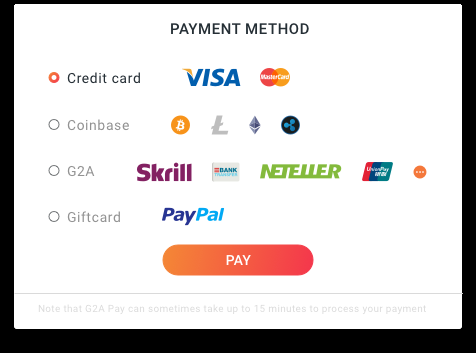 PAYMENT METHOD
Credit card VISA MasterCard
Coinbase
G2A Skrill BANK TRANSFER NETELLER UnionPay 银联
Giftcard PayPal
PAY
Note that G2A Pay can sometimes take up to 15 minutes to process your payment